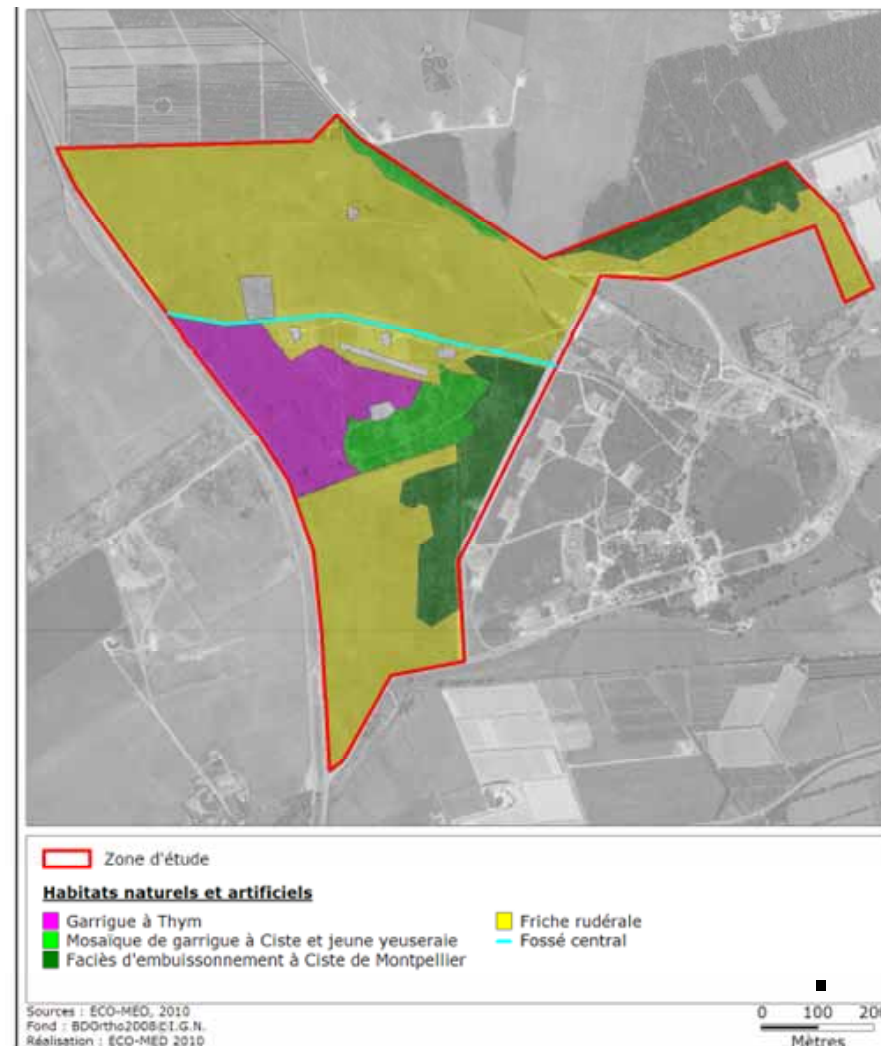 Zone d'étude
Habitats naturels et artificiels
Garrigue à Thym
Mosaïque de garrigue à Ciste et jeune yeuseraie
Faciès d'embuissonnement à Ciste de Montpellier
Friche rudérale
Fossé central
Sources : ECO-MED, 2010
Fond : BDOrtho2008©I.G.N.
Réalisation : ECO-MED 2010
0 100 200
Mètres